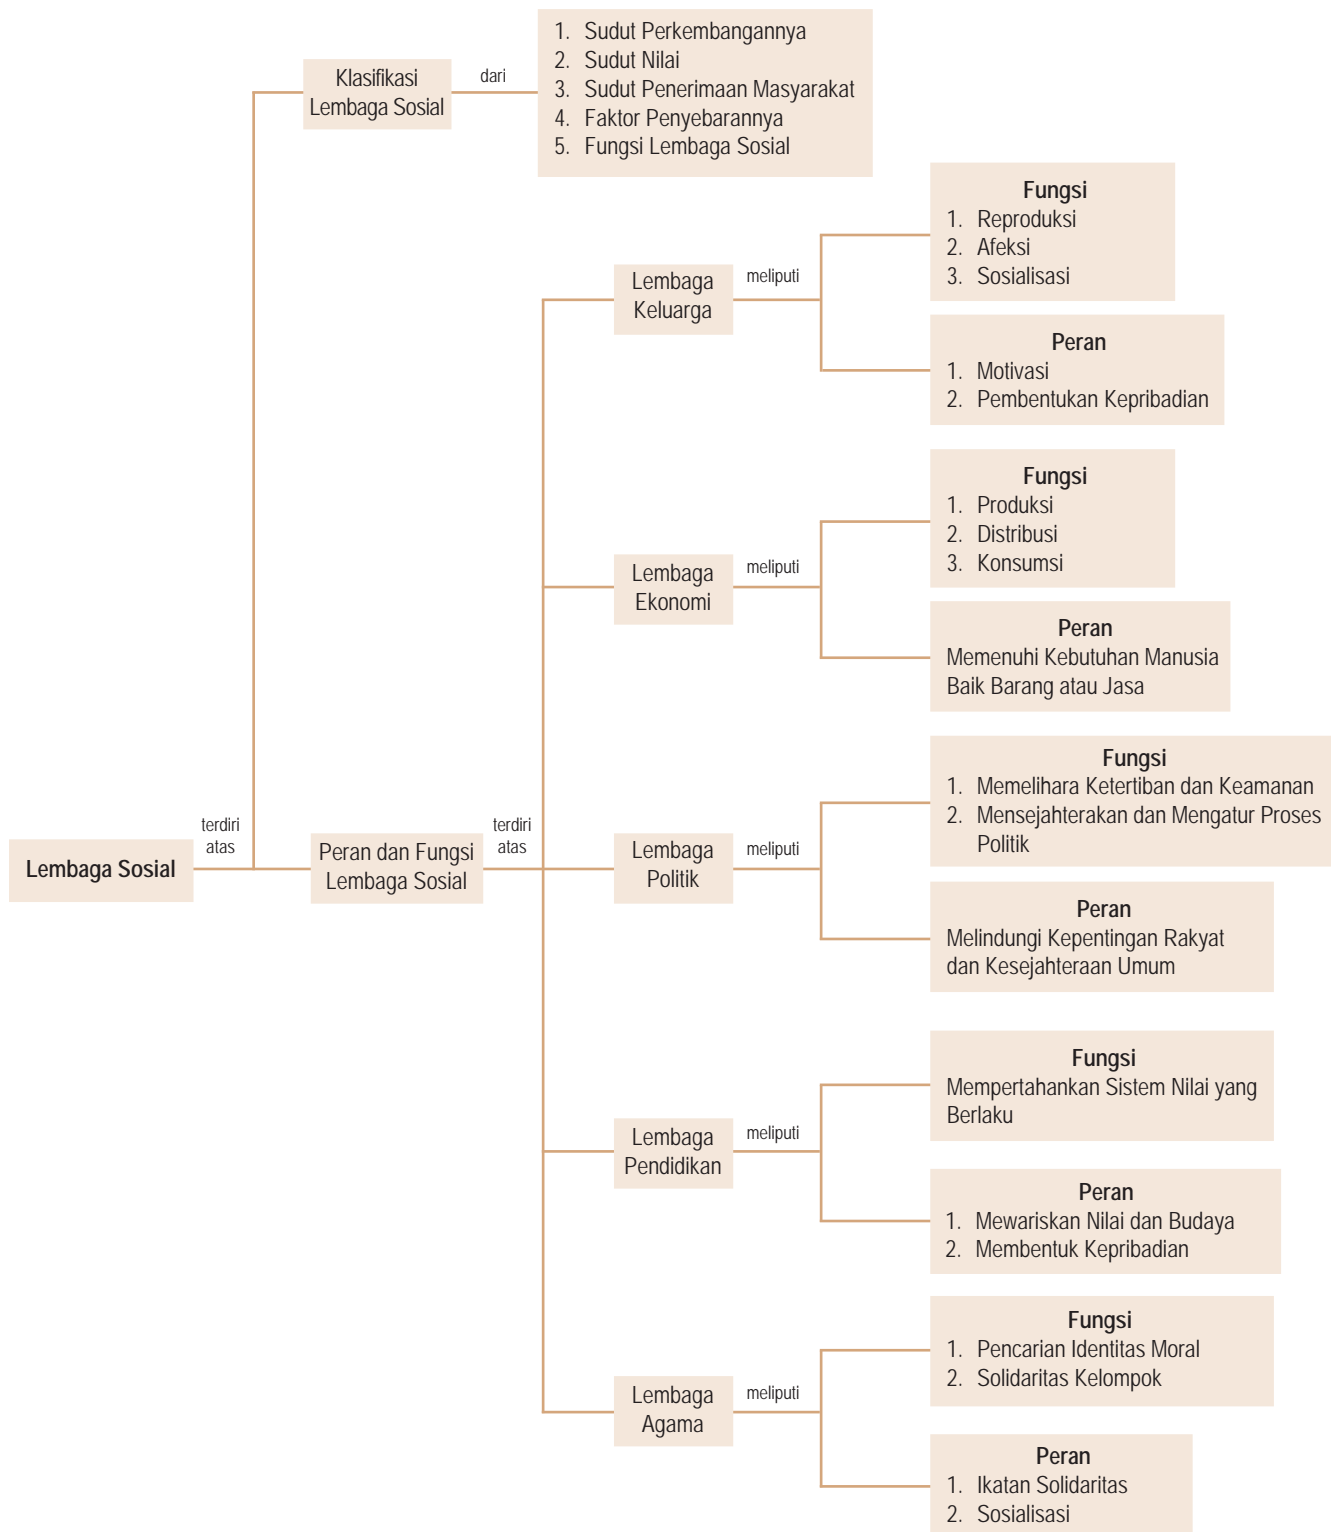 1. Sudut Perkembangannya
2. Sudut Nilai
3. Sudut Penerimaan Masyarakat
4. Faktor Penyebarannya
5. Fungsi Lembaga Sosial
Klasifikasi
Lembaga Sosial
dari
Fungsi
1. Reproduksi
2. Afeksi
3. Sosialisasi
Lembaga
Keluarga
meliputi
Peran
1. Motivasi
2. Pembentukan Kepribadian
Fungsi
1. Produksi
2. Distribusi
3. Konsumsi
Lembaga
Ekonomi
meliputi
Peran
Memenuhi Kebutuhan Manusia
Baik Barang atau Jasa
Fungsi
1. Memelihara Ketertiban dan Keamanan
2. Mensejahterakan dan Mengatur Proses
Politik
Lembaga Sosial
terdiri
atas
Peran dan Fungsi
Lembaga Sosial
terdiri
atas
Lembaga
Politik
meliputi
Peran
Melindungi Kepentingan Rakyat
dan Kesejahteraan Umum
Fungsi
Mempertahankan Sistem Nilai yang
Berlaku
Lembaga
Pendidikan
meliputi
Peran
1. Mewariskan Nilai dan Budaya
2. Membentuk Kepribadian
Fungsi
1. Pencarian Identitas Moral
2. Solidaritas Kelompok
Lembaga
Agama
meliputi
Peran
1. Ikatan Solidaritas
2. Sosialisasi